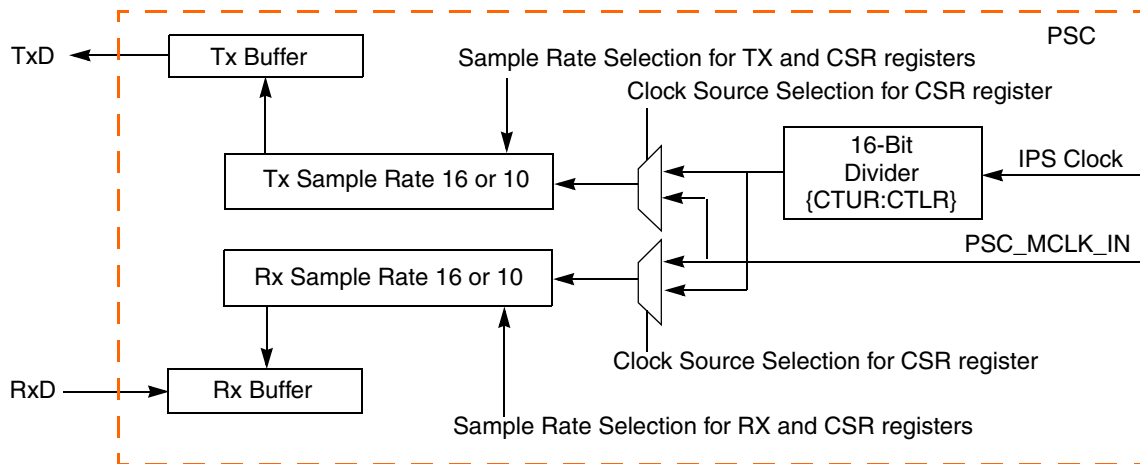 PSC
TxD
Tx Buffer
Sample Rate Selection for TX and CSR registers
Clock Source Selection for CSR register
16-Bit
Divider
{CTUR:CTLR}
IPS Clock
Tx Sample Rate 16 or 10
PSC_MCLK_IN
Rx Sample Rate 16 or 10
Clock Source Selection for CSR register
RxD
Rx Buffer
Sample Rate Selection for RX and CSR registers